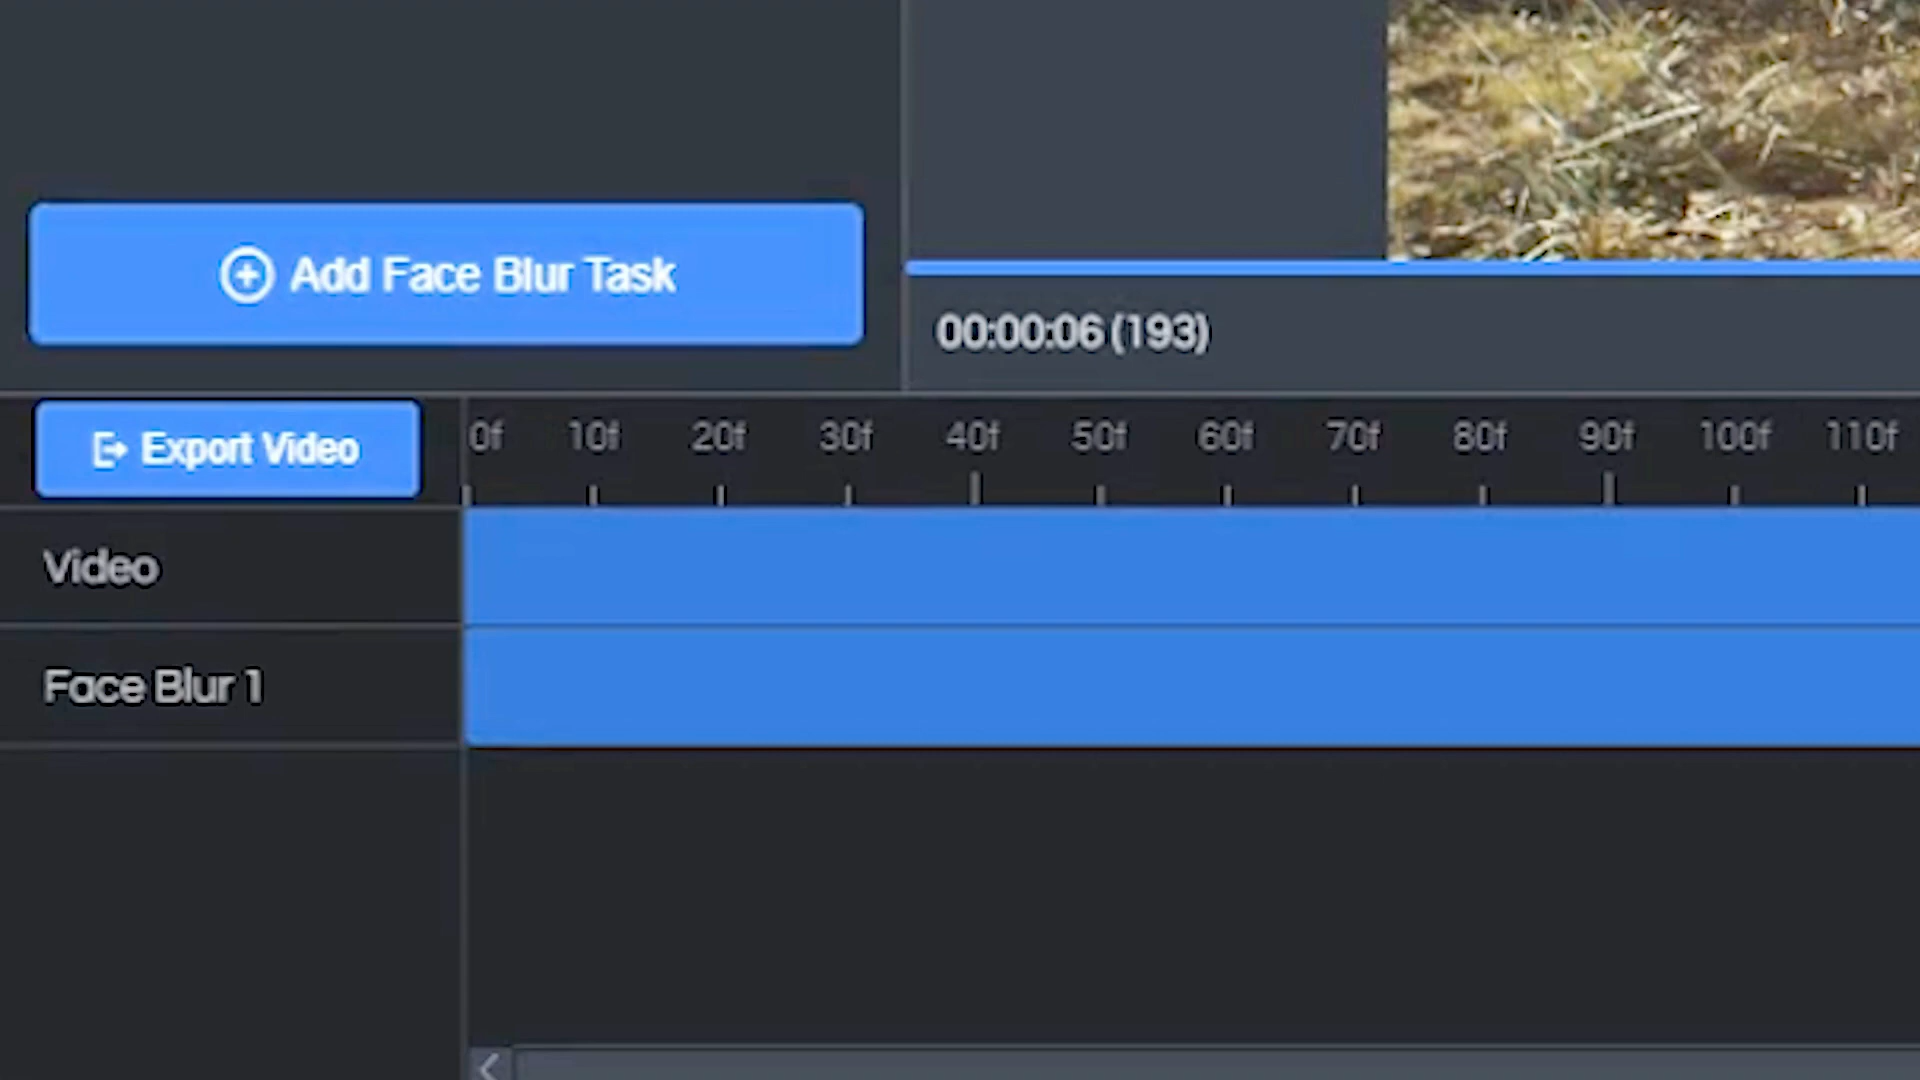 Add Face Blur Task
00:00:06 (193)
Export Video
0f 10f 20f 30f 40f 50f 60f 70f 80f 90f 100f 110f
Video
Face Blur 1